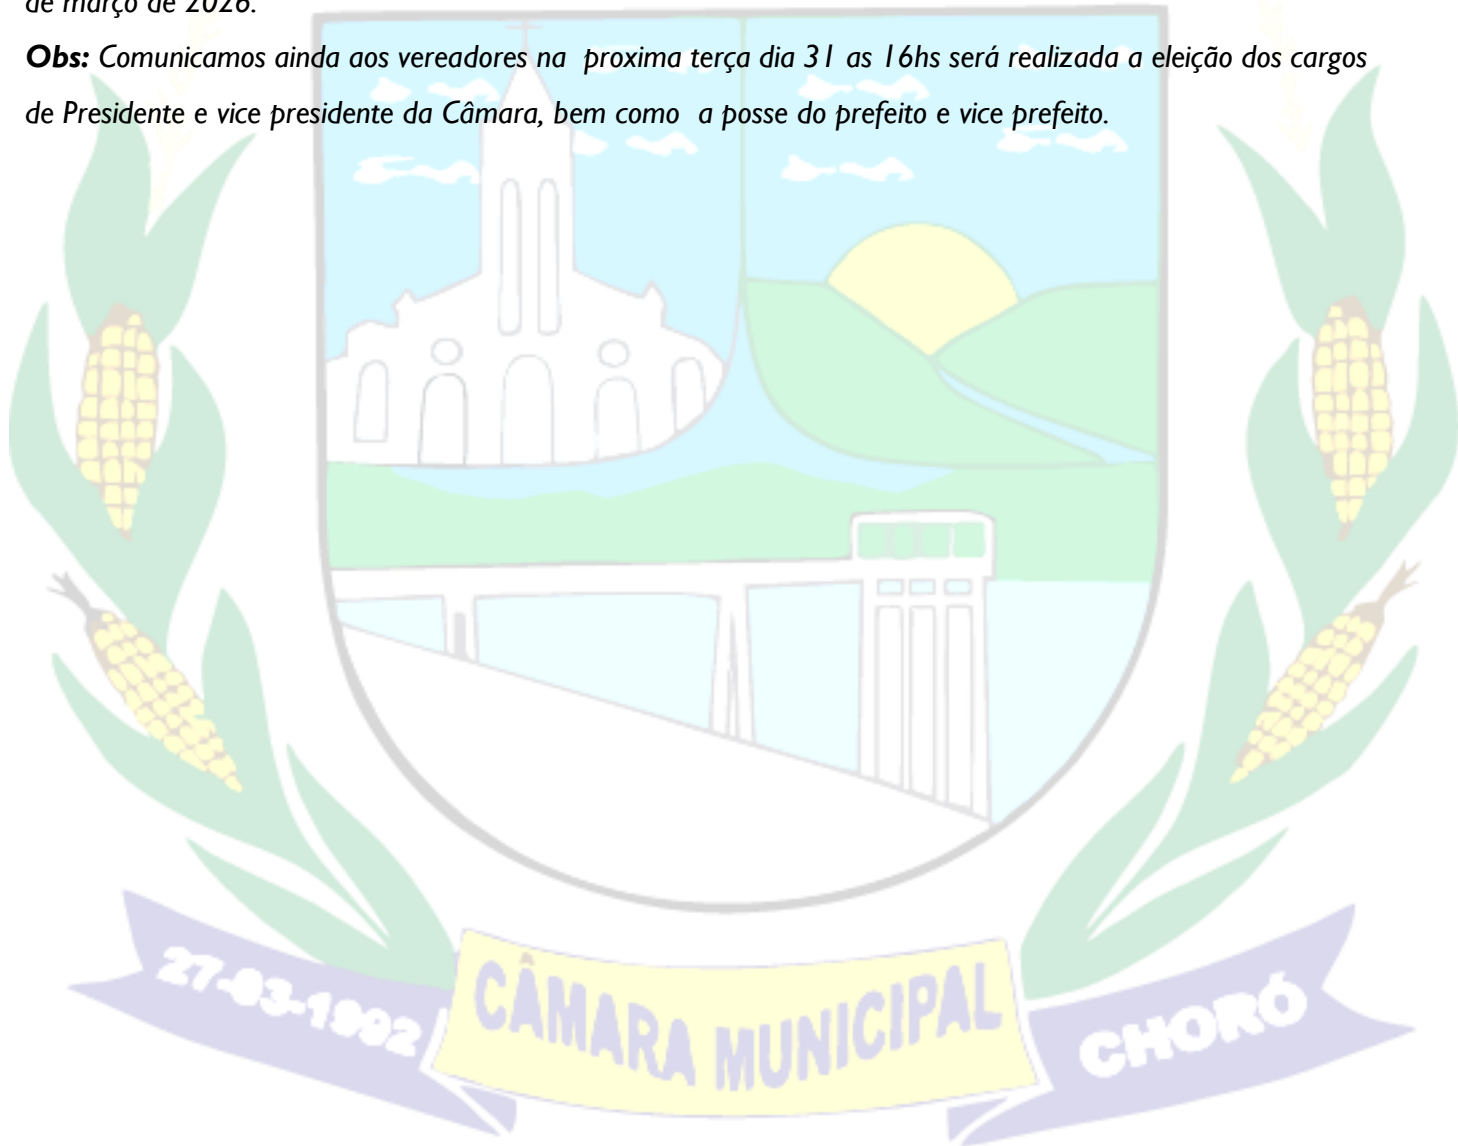 de março de 2026.
Obs: Comunicamos ainda aos vereadores na  proxima terça dia 31 as 16hs será realizada a eleição dos cargos
de Presidente e vice presidente da Câmara, bem como  a posse do prefeito e vice prefeito.
27-03-1992
CÂMARA MUNICIPAL
CHORÓ